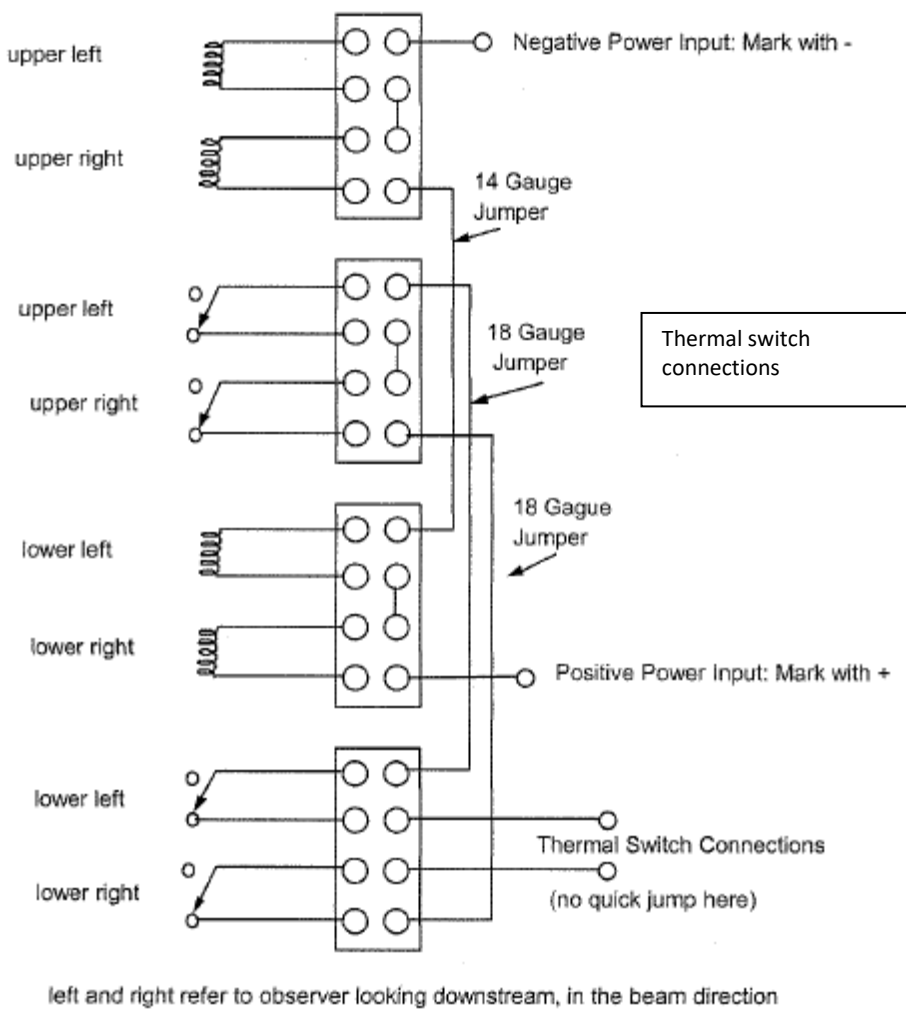 upper left
Negative Power Input: Mark with -
upper right
14 Gauge
Jumper
upper left
18 Gauge
Jumper
Thermal switch
connections
upper right
18 Gague
Jumper
lower left
lower right
Positive Power Input: Mark with +
lower left
Thermal Switch Connections
lower right
(no quick jump here)
left and right refer to observer looking downstream, in the beam direction